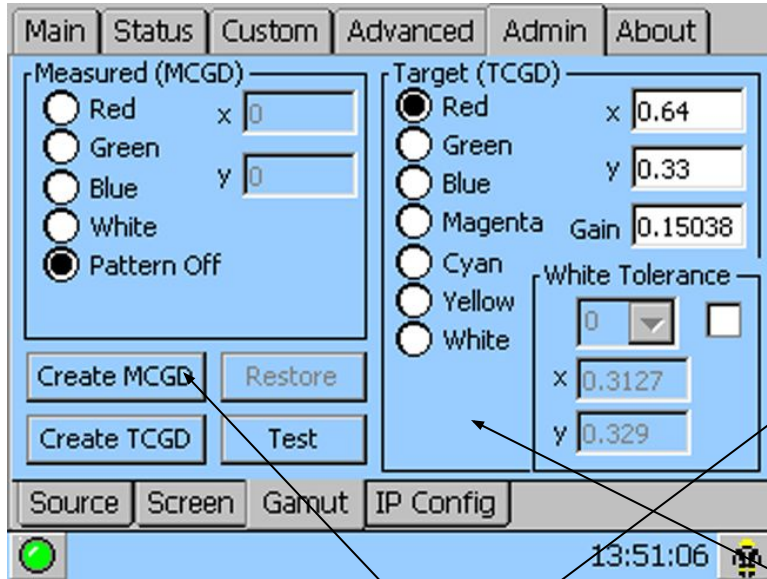 Main Status Custom Advanced Admin About
Measured (MCGD)
Red
Green
Blue
White
Pattern Off
x 0
y 0
Target (TCGD)
Red
Green
Blue
Magenta
Cyan
Yellow
White
x 0.64
y 0.33
Gain 0.15038
White Tolerance
0
x 0.3127
y 0.329
Create MCGD Restore
Create TCGD Test
Source Screen Gamut IP Config
13:51:06